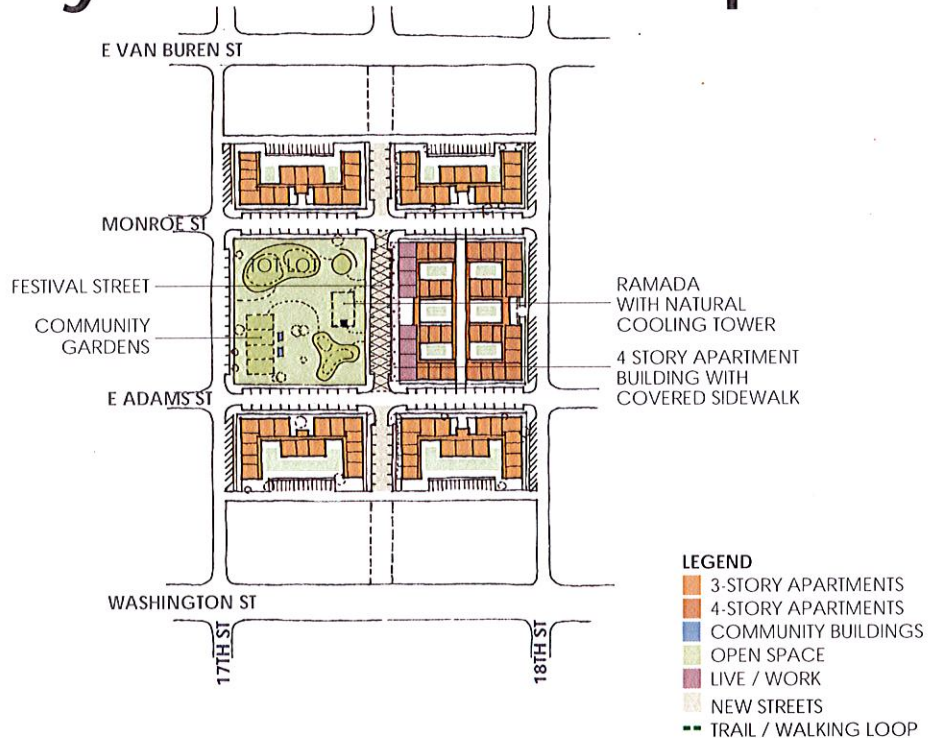 E VAN BUREN ST
MONROE ST
TOT LOT
FESTIVAL STREET
COMMUNITY
GARDENS
RAMADA
WITH NATURAL
COOLING TOWER
4 STORY APARTMENT
BUILDING WITH
COVERED SIDEWALK
E ADAMS ST
WASHINGTON ST
17TH ST
18TH ST
LEGEND
3-STORY APARTMENTS
4-STORY APARTMENTS
COMMUNITY BUILDINGS
OPEN SPACE
LIVE / WORK
NEW STREETS
TRAIL / WALKING LOOP